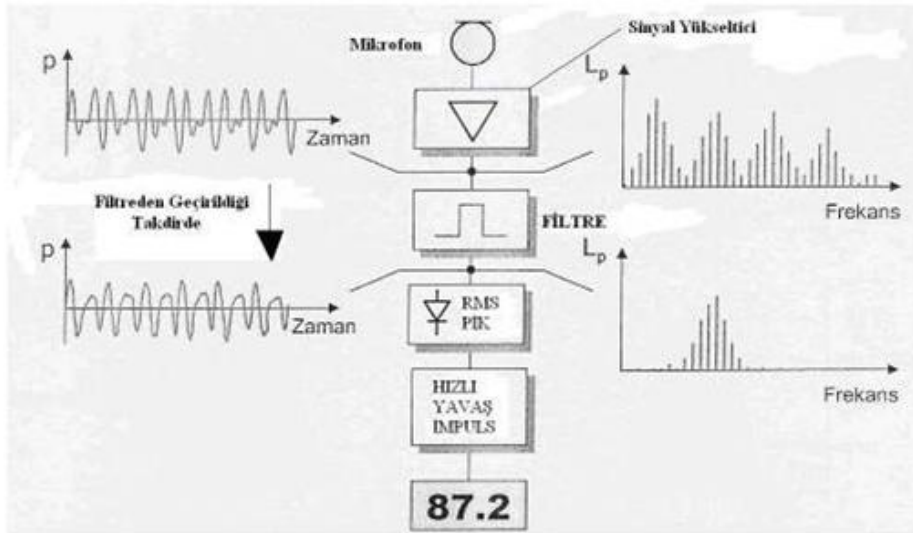 Mikrofon
Sinyal Yükseltici
p
Zaman
Lp
Frekans
Filtreden Geçirildiği
Takdirde
FİLTRE
p
Zaman
Lp
Frekans
RMS
PIK
HIZLI
YAVAŞ
IMPULS
87.2